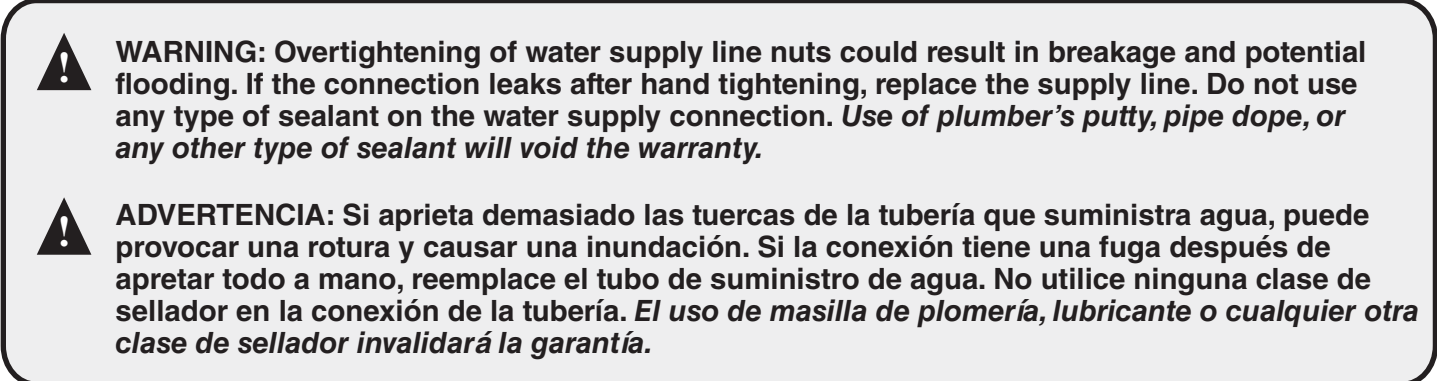 WARNING: Overtightening of water supply line nuts could result in breakage and potential
flooding. If the connection leaks after hand tightening, replace the supply line. Do not use
any type of sealant on the water supply connection. Use of plumber's putty, pipe dope, or
any other type of sealant will void the warranty.
ADVERTENCIA: Si aprieta demasiado las tuercas de la tubería que suministra agua, puede
provocar una rotura y causar una inundación. Si la conexión tiene una fuga después de
apretar todo a mano, reemplace el tubo de suministro de agua. No utilice ninguna clase de
sellador en la conexión de la tubería. El uso de masilla de plomería, lubricante o cualquier otra
clase de sellador invalidará la garantía.